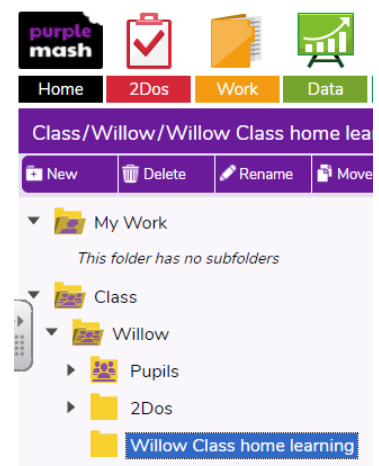 purple
mash
Home 2Dos Work Data
Class/Willow/Willow Class home lea
New Delete Rename Move
My Work
This folder has no subfolders
Class
Willow
Pupils
2Dos
Willow Class home learning